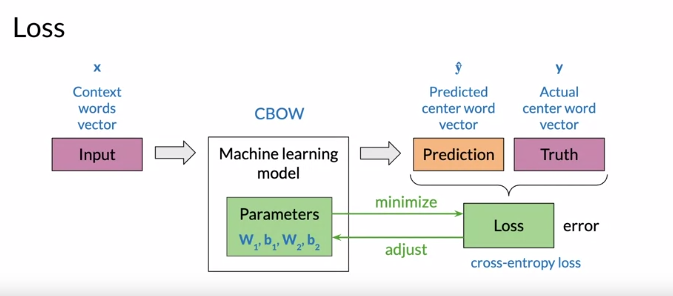 Loss
x
Context
words
vector
Input
CBOW
Machine learning
model
Parameters
W₁, b₁, W₂, b₂
ŷ
Predicted
center word
vector
Prediction
y
Actual
center word
vector
Truth
minimize
adjust
Loss
error
cross-entropy loss